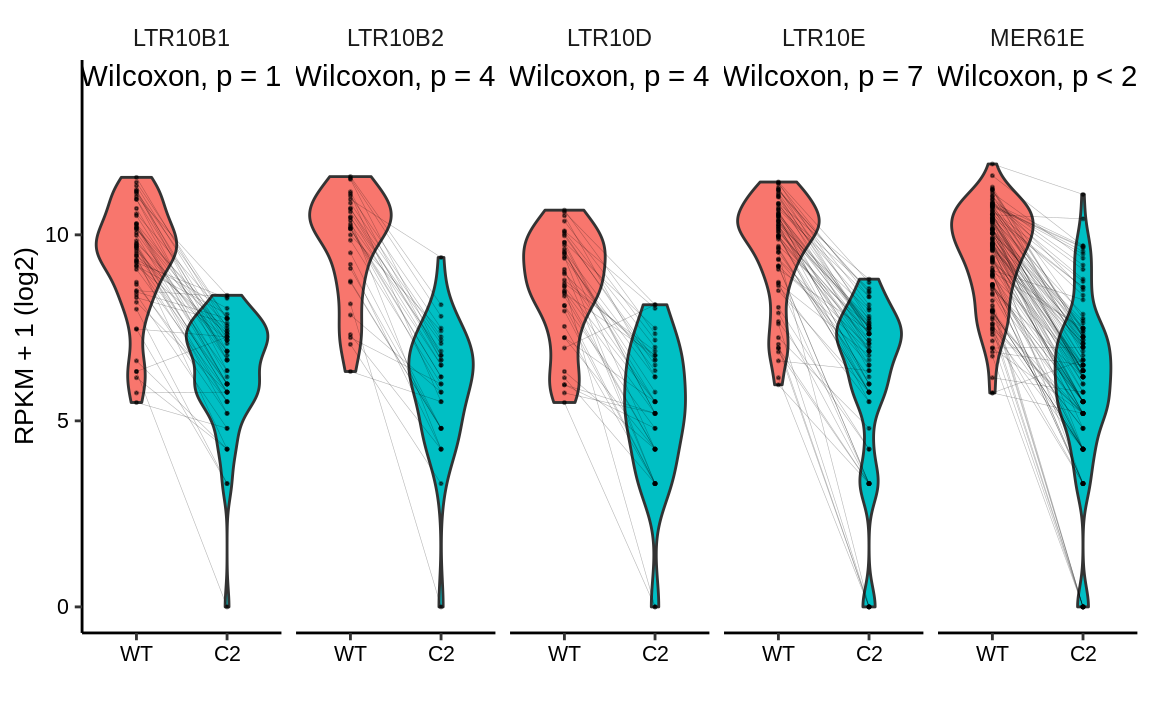 LTR10B1 LTR10B2 LTR10D LTR10E MER61E
Wilcoxon, p = 1 Wilcoxon, p = 4 Wilcoxon, p = 4 Wilcoxon, p = 7 Wilcoxon, p < 2
RPKM + 1 (log2)
10
5
0
WT C2 WT C2 WT C2 WT C2 WT C2